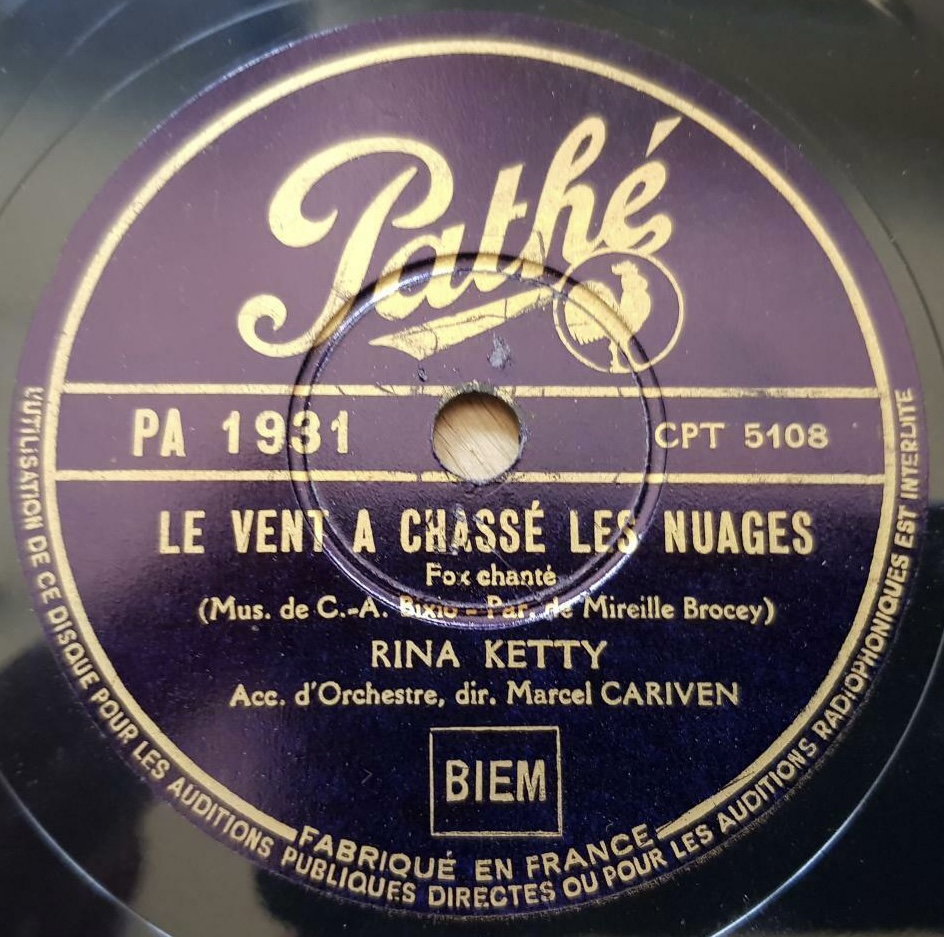 Pathé
PA 1931
CPT 5108
LE VENT A CHASSÉ LES NUAGES
Fox chanté
(Mus. de C.-A. Bixio - Par. de Mireille Brocey)
RINA KETTY
Acc. d'Orchestre, dir. Marcel CARIVEN
BIEM
FABRIQUÉ EN FRANCE
L'UTILISATION DE CE DISQUE POUR LES AUDITIONS PUBLIQUES DIRECTES OU POUR LES AUDITIONS RADIOPHONIQUES EST INTERDITE